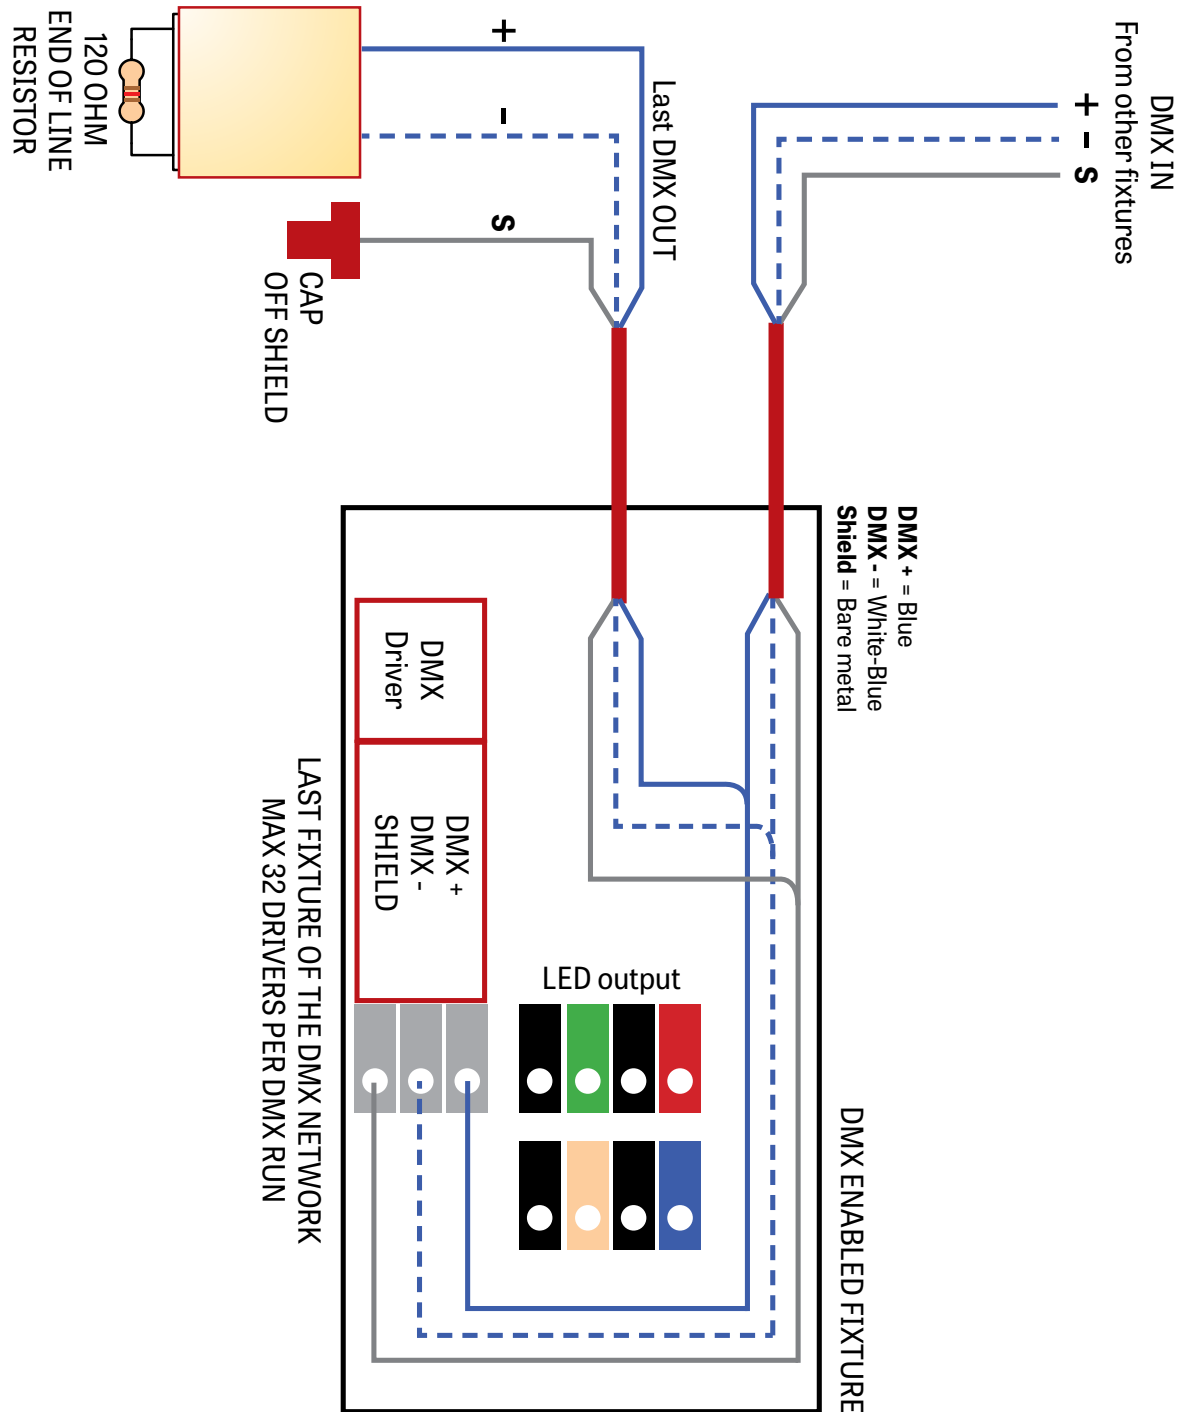 DMX IN
From other fixtures
+
-
S
Last DMX OUT
+
-
S
120 OHM
END OF LINE
RESISTOR
CAP
OFF SHIELD
DMX + = Blue
DMX - = White-Blue
Shield = Bare metal
DMX ENABLED FIXTURE
LED output
DMX
Driver
DMX +
DMX -
SHIELD
LAST FIXTURE OF THE DMX NETWORK
MAX 32 DRIVERS PER DMX RUN